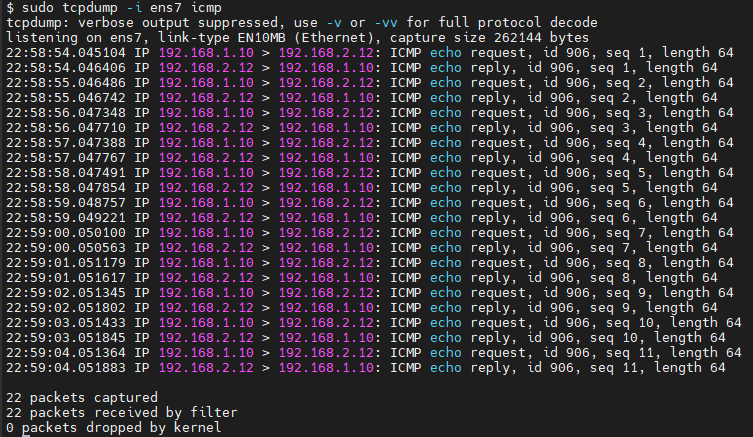 $ sudo tcpdump -i ens7 icmp
tcpdump: verbose output suppressed, use -v or -vv for full protocol decode
listening on ens7, link-type EN10MB (Ethernet), capture size 262144 bytes
22:58:54.045104 IP 192.168.1.10 > 192.168.2.12: ICMP echo request, id 906, seq 1, length 64
22:58:54.046406 IP 192.168.2.12 > 192.168.1.10: ICMP echo reply, id 906, seq 1, length 64
22:58:55.046486 IP 192.168.1.10 > 192.168.2.12: ICMP echo request, id 906, seq 2, length 64
22:58:55.046742 IP 192.168.2.12 > 192.168.1.10: ICMP echo reply, id 906, seq 2, length 64
22:58:56.047348 IP 192.168.1.10 > 192.168.2.12: ICMP echo request, id 906, seq 3, length 64
22:58:56.047710 IP 192.168.2.12 > 192.168.1.10: ICMP echo reply, id 906, seq 3, length 64
22:58:57.047388 IP 192.168.1.10 > 192.168.2.12: ICMP echo request, id 906, seq 4, length 64
22:58:57.047767 IP 192.168.2.12 > 192.168.1.10: ICMP echo reply, id 906, seq 4, length 64
22:58:58.047491 IP 192.168.1.10 > 192.168.2.12: ICMP echo request, id 906, seq 5, length 64
22:58:58.047854 IP 192.168.2.12 > 192.168.1.10: ICMP echo reply, id 906, seq 5, length 64
22:58:59.048757 IP 192.168.1.10 > 192.168.2.12: ICMP echo request, id 906, seq 6, length 64
22:58:59.049221 IP 192.168.2.12 > 192.168.1.10: ICMP echo reply, id 906, seq 6, length 64
22:59:00.050100 IP 192.168.1.10 > 192.168.2.12: ICMP echo request, id 906, seq 7, length 64
22:59:00.050563 IP 192.168.2.12 > 192.168.1.10: ICMP echo reply, id 906, seq 7, length 64
22:59:01.051179 IP 192.168.1.10 > 192.168.2.12: ICMP echo request, id 906, seq 8, length 64
22:59:01.051617 IP 192.168.2.12 > 192.168.1.10: ICMP echo reply, id 906, seq 8, length 64
22:59:02.051345 IP 192.168.1.10 > 192.168.2.12: ICMP echo request, id 906, seq 9, length 64
22:59:02.051802 IP 192.168.2.12 > 192.168.1.10: ICMP echo reply, id 906, seq 9, length 64
22:59:03.051433 IP 192.168.1.10 > 192.168.2.12: ICMP echo request, id 906, seq 10, length 64
22:59:03.051845 IP 192.168.2.12 > 192.168.1.10: ICMP echo reply, id 906, seq 10, length 64
22:59:04.051364 IP 192.168.1.10 > 192.168.2.12: ICMP echo request, id 906, seq 11, length 64
22:59:04.051883 IP 192.168.2.12 > 192.168.1.10: ICMP echo reply, id 906, seq 11, length 64
22 packets captured
22 packets received by filter
0 packets dropped by kernel